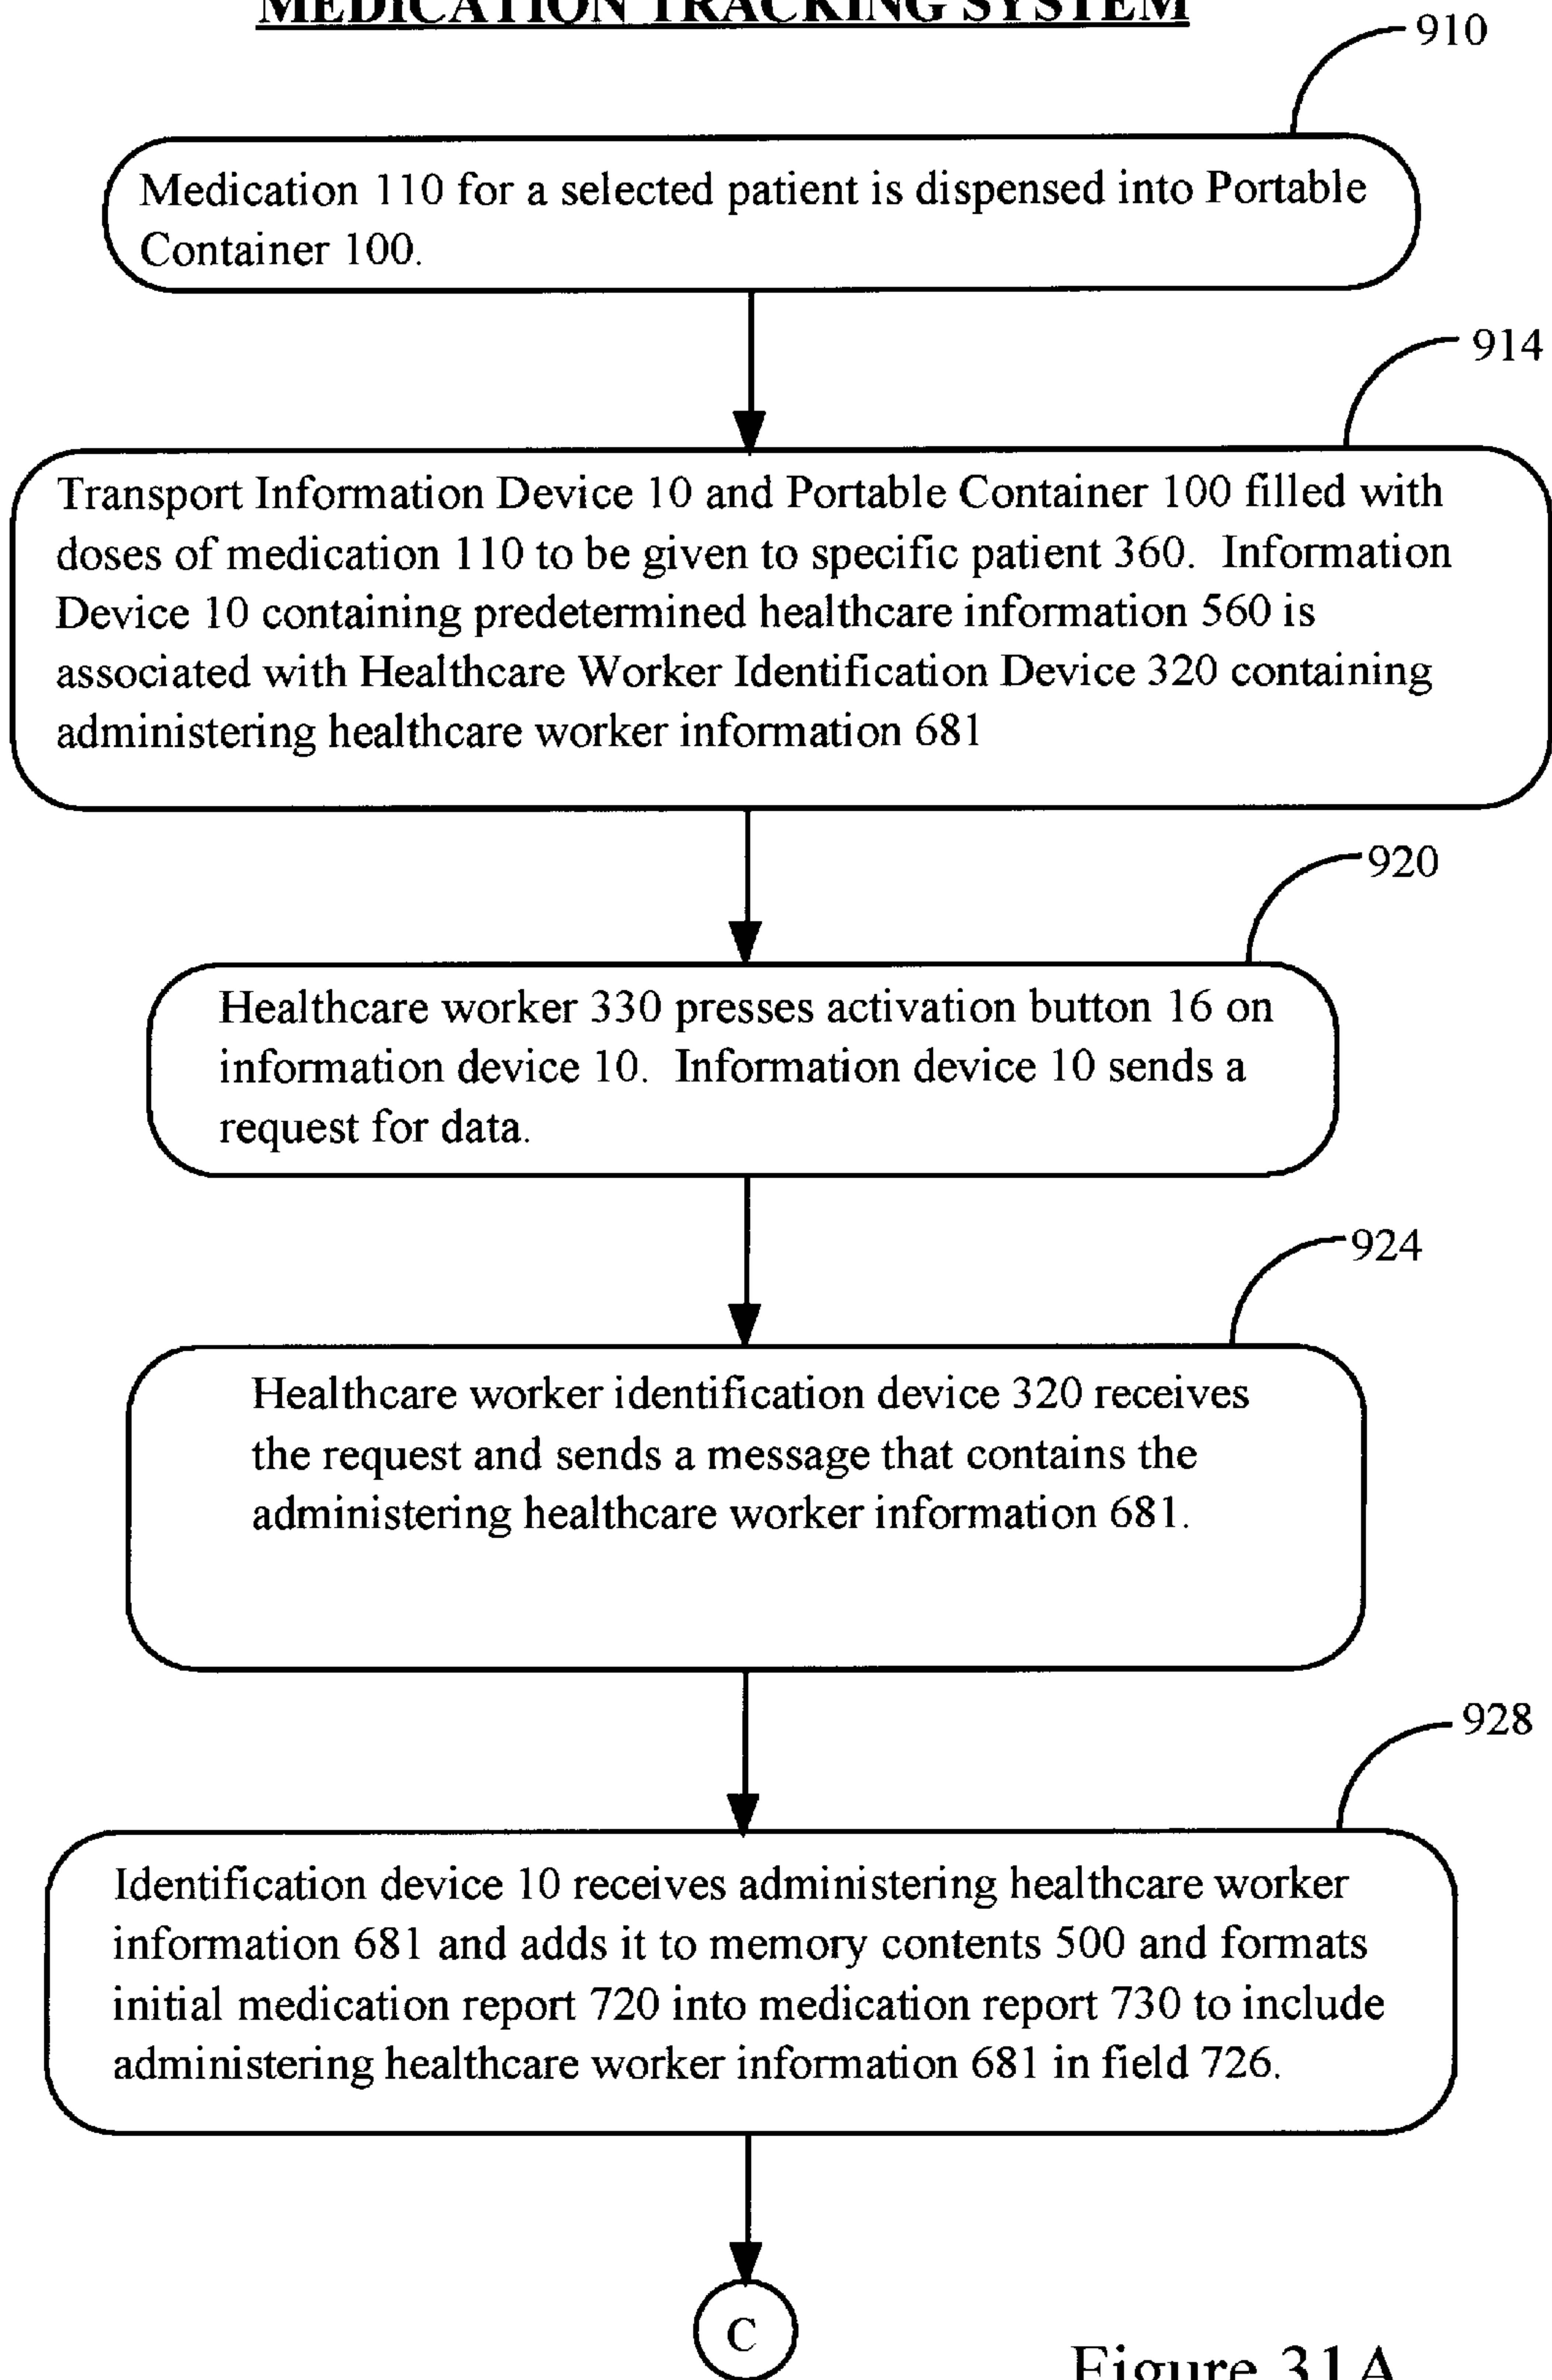 MEDICATION TRACKING SYSTEM
910
Medication 110 for a selected patient is dispensed into Portable
Container 100.
914
Transport Information Device 10 and Portable Container 100 filled with
doses of medication 110 to be given to specific patient 360. Information
Device 10 containing predetermined healthcare information 560 is
associated with Healthcare Worker Identification Device 320 containing
administering healthcare worker information 681
920
Healthcare worker 330 presses activation button 16 on
information device 10. Information device 10 sends a
request for data.
924
Healthcare worker identification device 320 receives
the request and sends a message that contains the
administering healthcare worker information 681.
928
Identification device 10 receives administering healthcare worker
information 681 and adds it to memory contents 500 and formats
initial medication report 720 into medication report 730 to include
administering healthcare worker information 681 in field 726.
C
Figure 31A